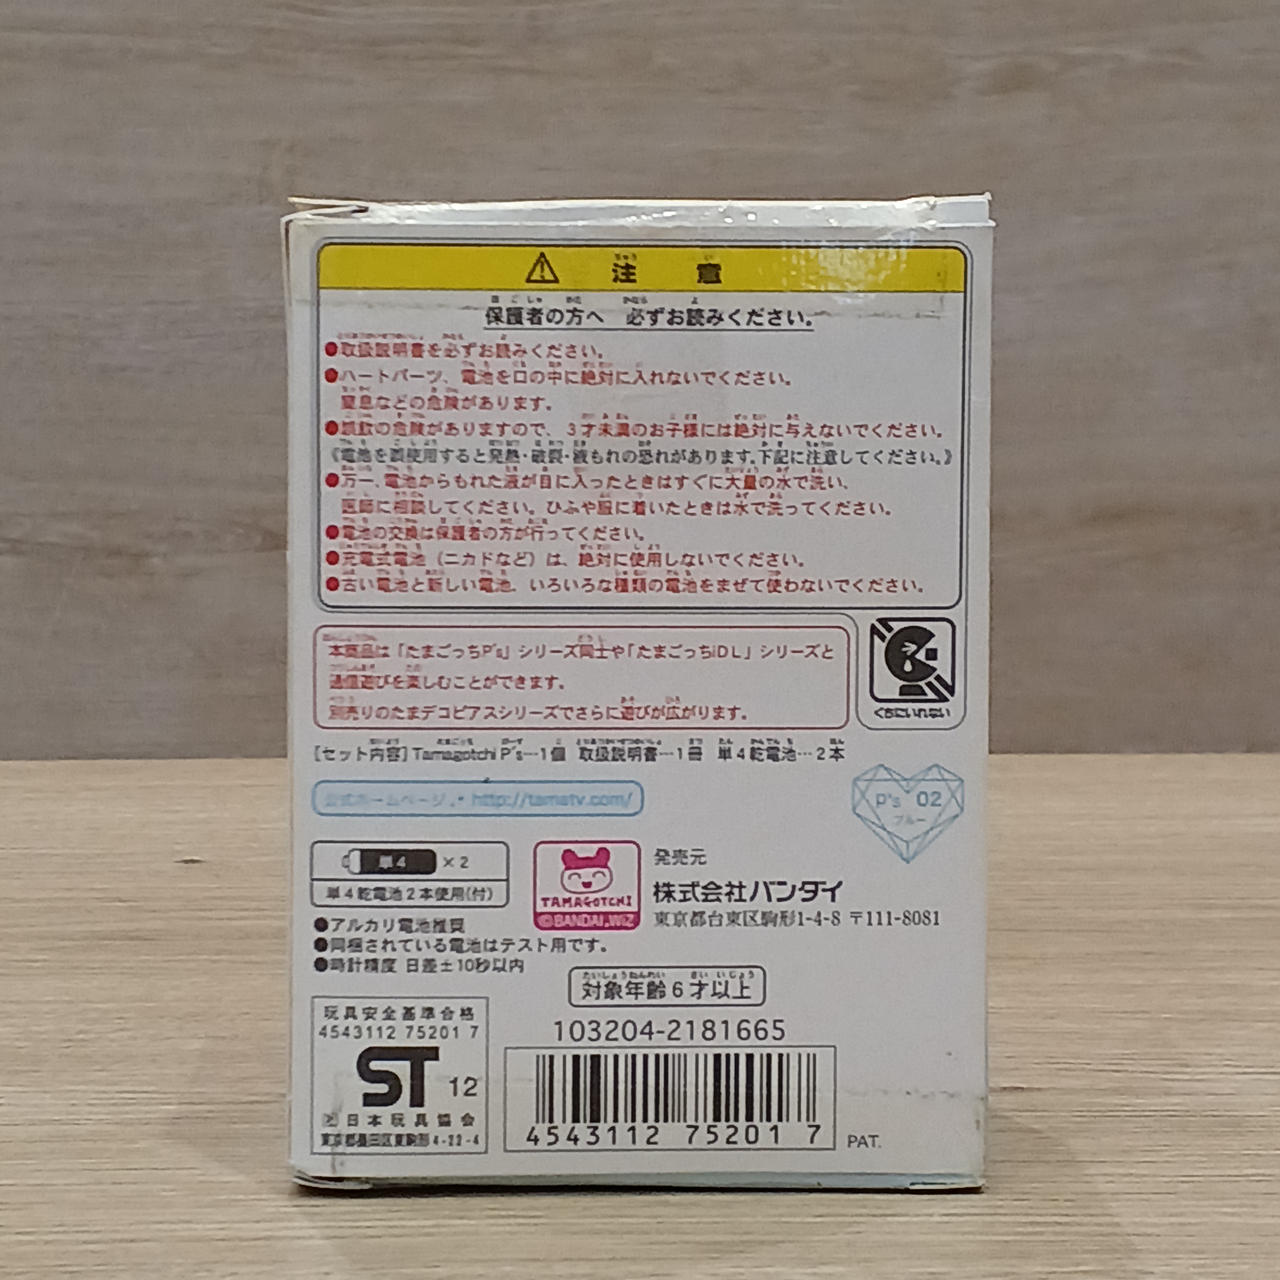 注意
保護者の方へ 必ずお読みください。
●取扱説明書を必ずお読みください。
●ハートパーツ、電池を口の中に絶対に入れないでください。
窒息などの危険があります。
●誤飲の危険がありますので、3才未満のお子様には絶対に与えないでください。
《電池を誤使用すると発熱・破裂・液もれの恐れがあります。下記に注意してください。》
●万一、電池からもれた液が目に入ったときはすぐに大量の水で洗い、
医師に相談してください。ひふや服に着いたときは水で洗ってください。
●電池の交換は保護者の方が行ってください。
●充電式電池(ニカドなど)は、絶対に使用しないでください。
●古い電池と新しい電池、いろいろな種類の電池をまぜて使わないでください。
本商品は「たまごっちP's」シリーズ同士や「たまごっちiDL」シリーズと
通信遊びを楽しむことができます。
別売りのたまデコピアスシリーズでさらに遊びが広がります。
くちにいれない
[セット内容]Tamagotchi P's…1個 取扱説明書…1冊 単4乾電池…2本
公式ホームページ http://tamatv.com/
P's 02
ブルー
単4 ×2
単4乾電池2本使用(付)
●アルカリ電池推奨
●同梱されている電池はテスト用です。
●時計精度 日差±10秒以内
TAMAGOTCHI
©BANDAI,WiZ
発売元
株式会社バンダイ
東京都台東区駒形1-4-8 〒111-8081
対象年齢6才以上
玩具安全基準合格
4543112 75201 7
ST 12
日本玩具協会
東京都墨田区東駒形4-22-4
103204-2181665
4543112 75201 7
PAT.